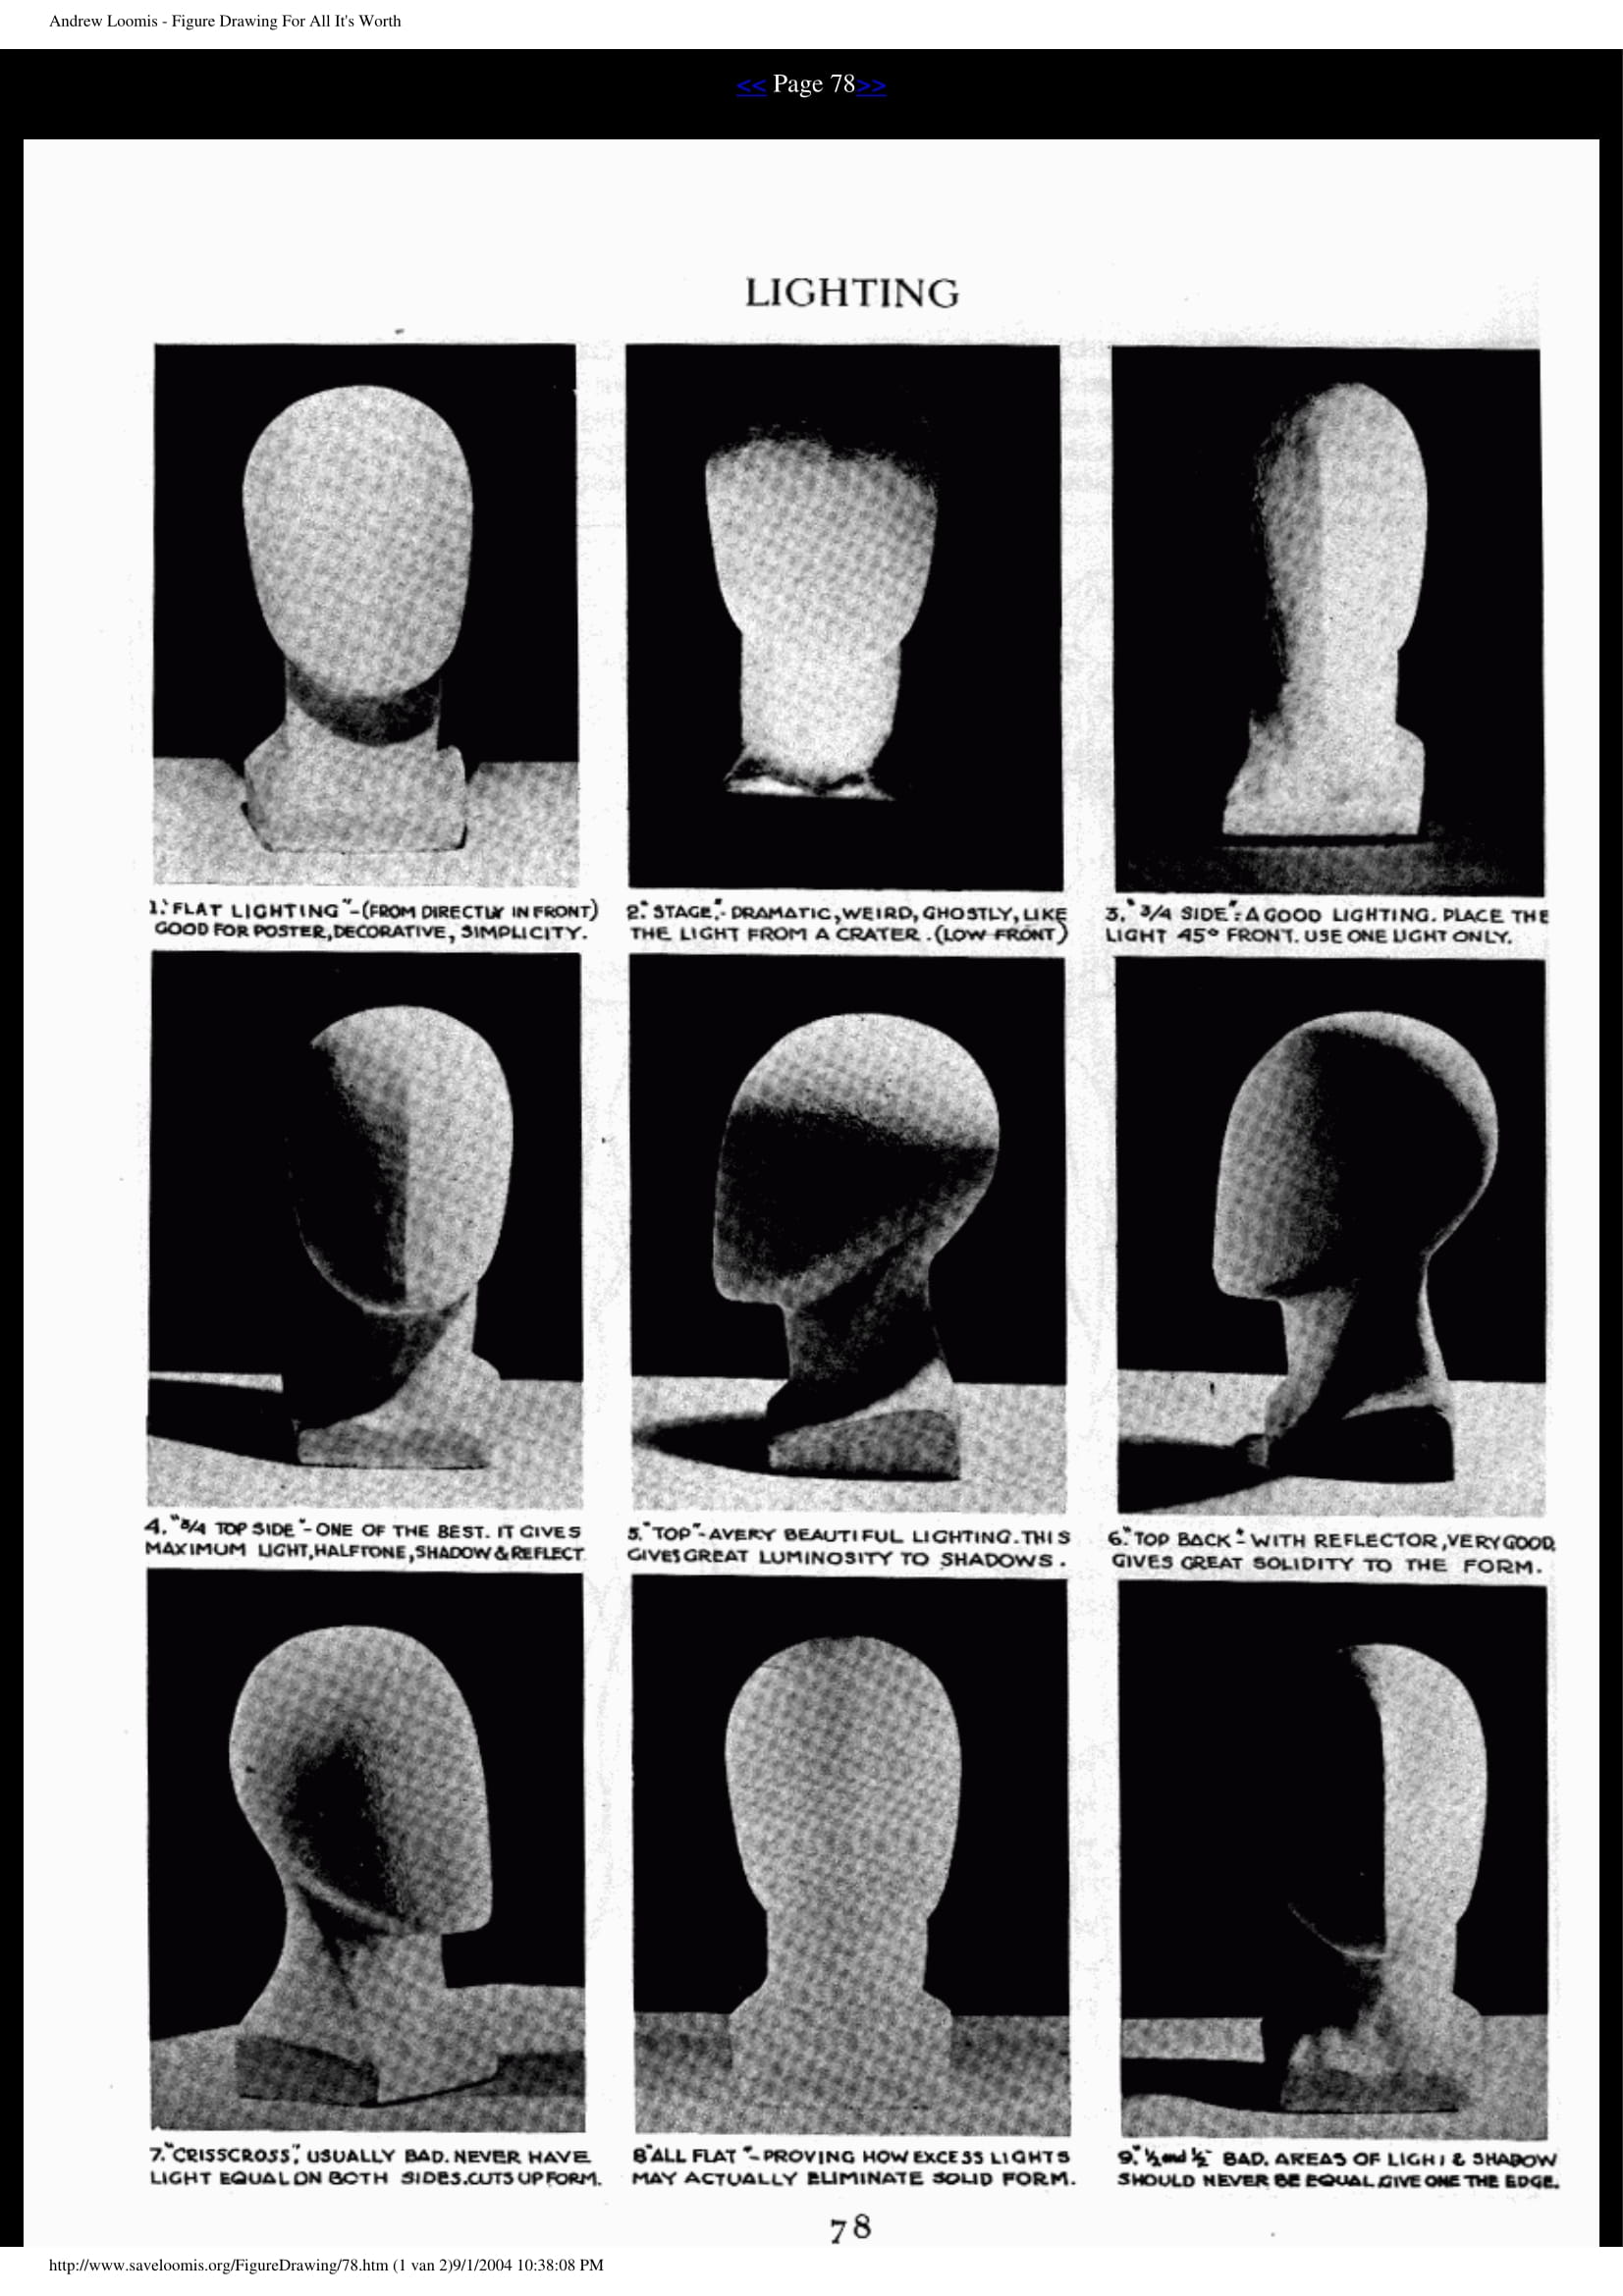 Andrew Loomis - Figure Drawing For All It's Worth
<< Page 78>>
LIGHTING
1."FLAT LIGHTING"-(FROM DIRECTLY IN FRONT)
GOOD FOR POSTER, DECORATIVE, SIMPLICITY.
2."STAGE".- DRAMATIC, WEIRD, GHOSTLY, LIKE
THE LIGHT FROM A CRATER. (LOW FRONT)
3. "3/4 SIDE"= A GOOD LIGHTING. PLACE THE
LIGHT 45° FRONT. USE ONE LIGHT ONLY.
4. "3/4 TOP SIDE"- ONE OF THE BEST. IT GIVES
MAXIMUM LIGHT, HALFTONE, SHADOW & REFLECT
5. "TOP"- A VERY BEAUTIFUL LIGHTING. THIS
GIVES GREAT LUMINOSITY TO SHADOWS.
6."TOP BACK"- WITH REFLECTOR, VERY GOOD,
GIVES GREAT SOLIDITY TO THE FORM.
7."CRISSCROSS", USUALLY BAD. NEVER HAVE
LIGHT EQUAL ON BOTH SIDES. CUTS UP FORM.
8"ALL FLAT"- PROVING HOW EXCESS LIGHTS
MAY ACTUALLY ELIMINATE SOLID FORM.
9."½ and ½" BAD. AREAS OF LIGHT & SHADOW
SHOULD NEVER BE EQUAL. GIVE ONE THE EDGE.
78
http://www.saveloomis.org/FigureDrawing/78.htm (1 van 2)9/1/2004 10:38:08 PM